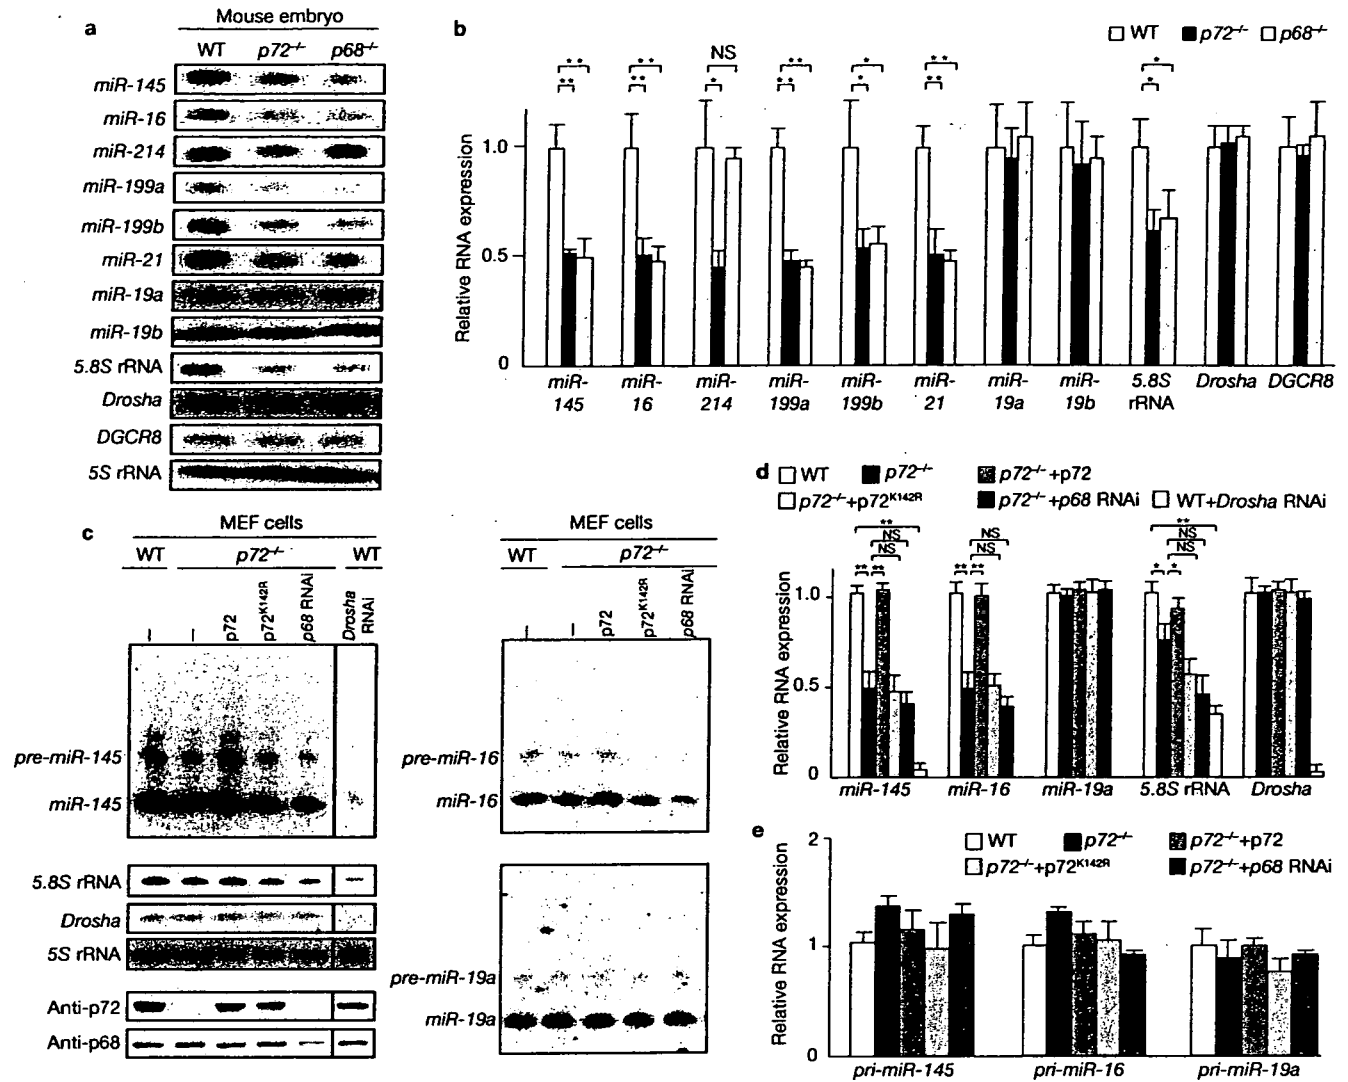 a
Mouse embryo
WT p72-/- p68-/-
miR-145
miR-16
miR-214
miR-199a
miR-199b
miR-21
miR-19a
miR-19b
5.8S rRNA
Drosha
DGCR8
5S rRNA
b
WT p72-/- p68-/-
** ** NS ** * ** *
** ** * ** * ** *
Relative RNA expression
1.0
0.5
0
miR-145
miR-16
miR-214
miR-199a
miR-199b
miR-21
miR-19a
miR-19b
5.8S rRNA
Drosha
DGCR8
c
MEF cells
WT p72-/- WT
– – p72 p72K142R p68 RNAi Drosha RNAi
pre-miR-145
miR-145
5.8S rRNA
Drosha
5S rRNA
Anti-p72
Anti-p68
MEF cells
WT p72-/-
– – p72 p72K142R p68 RNAi
pre-miR-16
miR-16
pre-miR-19a
miR-19a
d
WT p72-/- p72-/-+p72
p72-/-+p72K142R p72-/-+p68 RNAi WT+Drosha RNAi
** **
NS NS NS
NS NS NS
** ** ** ** * *
Relative RNA expression
1.0
0.5
0
miR-145 miR-16 miR-19a 5.8S rRNA Drosha
e
WT p72-/- p72-/-+p72
p72-/-+p72K142R p72-/-+p68 RNAi
Relative RNA expression
2
1
0
pri-miR-145 pri-miR-16 pri-miR-19a